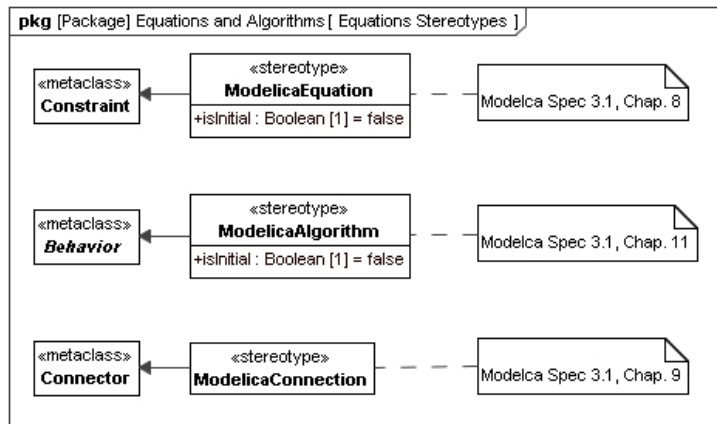 pkg [Package] Equations and Algorithms [ Equations Stereotypes ]
«metaclass»
Constraint
«stereotype»
ModelicaEquation
+isInitial : Boolean [1] = false
Modelca Spec 3.1, Chap. 8
«metaclass»
Behavior
«stereotype»
ModelicaAlgorithm
+isInitial : Boolean [1] = false
Modelca Spec 3.1, Chap. 11
«metaclass»
Connector
«stereotype»
ModelicaConnection
Modelca Spec 3.1, Chap. 9